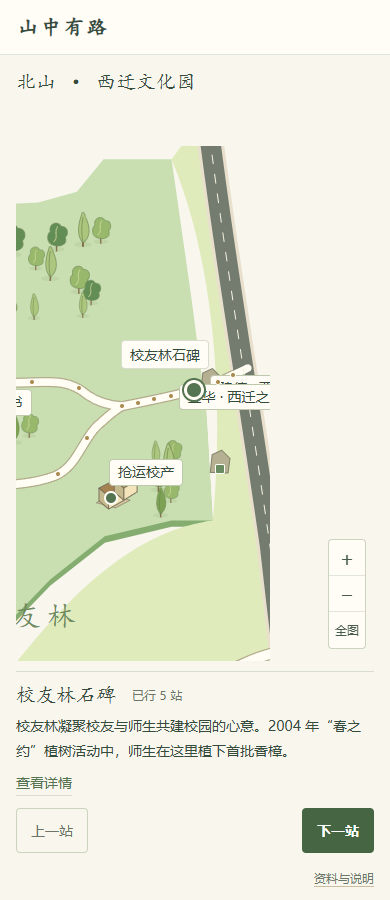 山中有路
北山 • 西迁文化园
校友林石碑
华 · 西迁之
抢运校产
友林
+
−
全图
校友林石碑 已行 5 站
校友林凝聚校友与师生共建校园的心意。2004 年“春之
约”植树活动中，师生在这里植下首批香樟。
查看详情
上一站
下一站
资料与说明